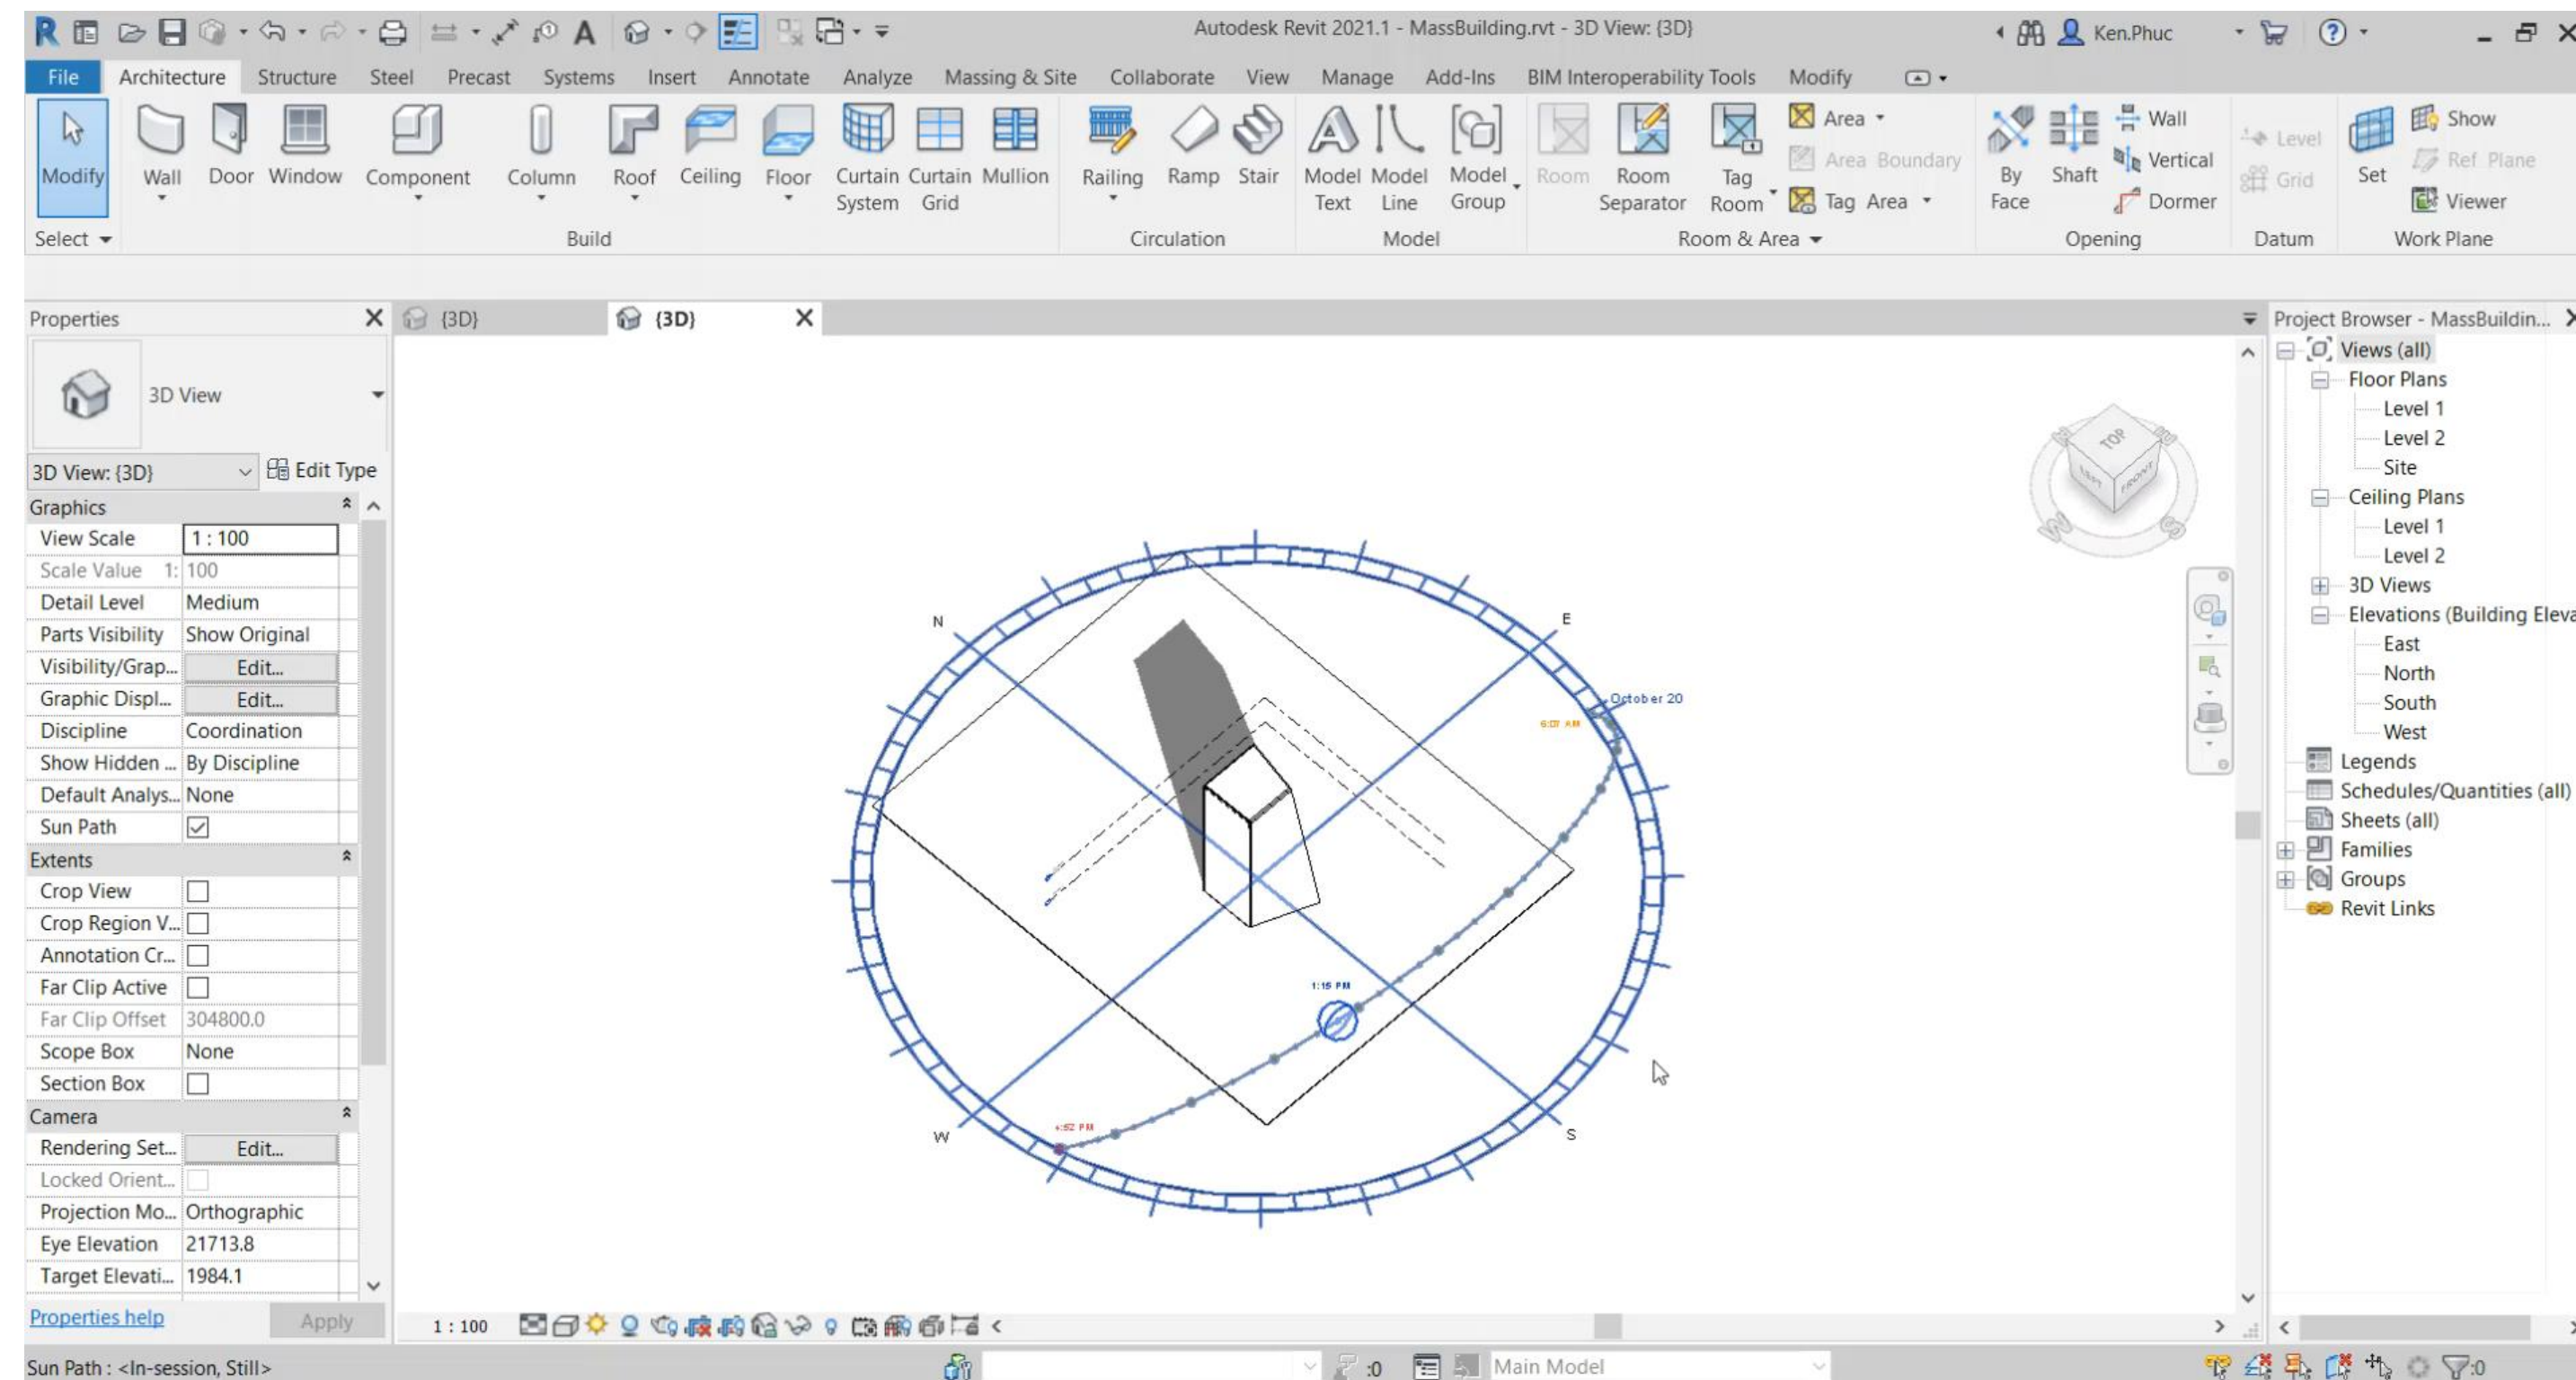 Autodesk Revit 2021.1 - MassBuilding.rvt - 3D View: {3D}
Ken.Phuc
File Architecture Structure Steel Precast Systems Insert Annotate Analyze Massing & Site Collaborate View Manage Add-Ins BIM Interoperability Tools Modify
Modify
Wall
Door
Window
Component
Column
Roof
Ceiling
Floor
Curtain System
Curtain Grid
Mullion
Railing
Ramp
Stair
Model Text
Model Line
Model Group
Room
Room Separator
Tag Room
Area
Area Boundary
Tag Area
By Face
Shaft
Wall
Vertical
Dormer
Level
Grid
Set
Show
Ref Plane
Viewer
Select Build Circulation Model Room & Area Opening Datum Work Plane
Properties
3D View
3D View: {3D} Edit Type
Graphics
View Scale 1 : 100
Scale Value 1: 100
Detail Level Medium
Parts Visibility Show Original
Visibility/Grap... Edit...
Graphic Displ... Edit...
Discipline Coordination
Show Hidden ... By Discipline
Default Analys... None
Sun Path
Extents
Crop View
Crop Region V...
Annotation Cr...
Far Clip Active
Far Clip Offset 304800.0
Scope Box None
Section Box
Camera
Rendering Set... Edit...
Locked Orient...
Projection Mo... Orthographic
Eye Elevation 21713.8
Target Elevati... 1984.1
Properties help Apply
{3D} {3D}
TOP
FRONT
W
S
N
E
October 20
6:07 AM
1:15 PM
4:52 PM
W
S
1 : 100
Project Browser - MassBuildin...
Views (all)
Floor Plans
Level 1
Level 2
Site
Ceiling Plans
Level 1
Level 2
3D Views
Elevations (Building Eleva
East
North
South
West
Legends
Schedules/Quantities (all)
Sheets (all)
Families
Groups
Revit Links
Sun Path : <In-session, Still>
:0
Main Model
:0